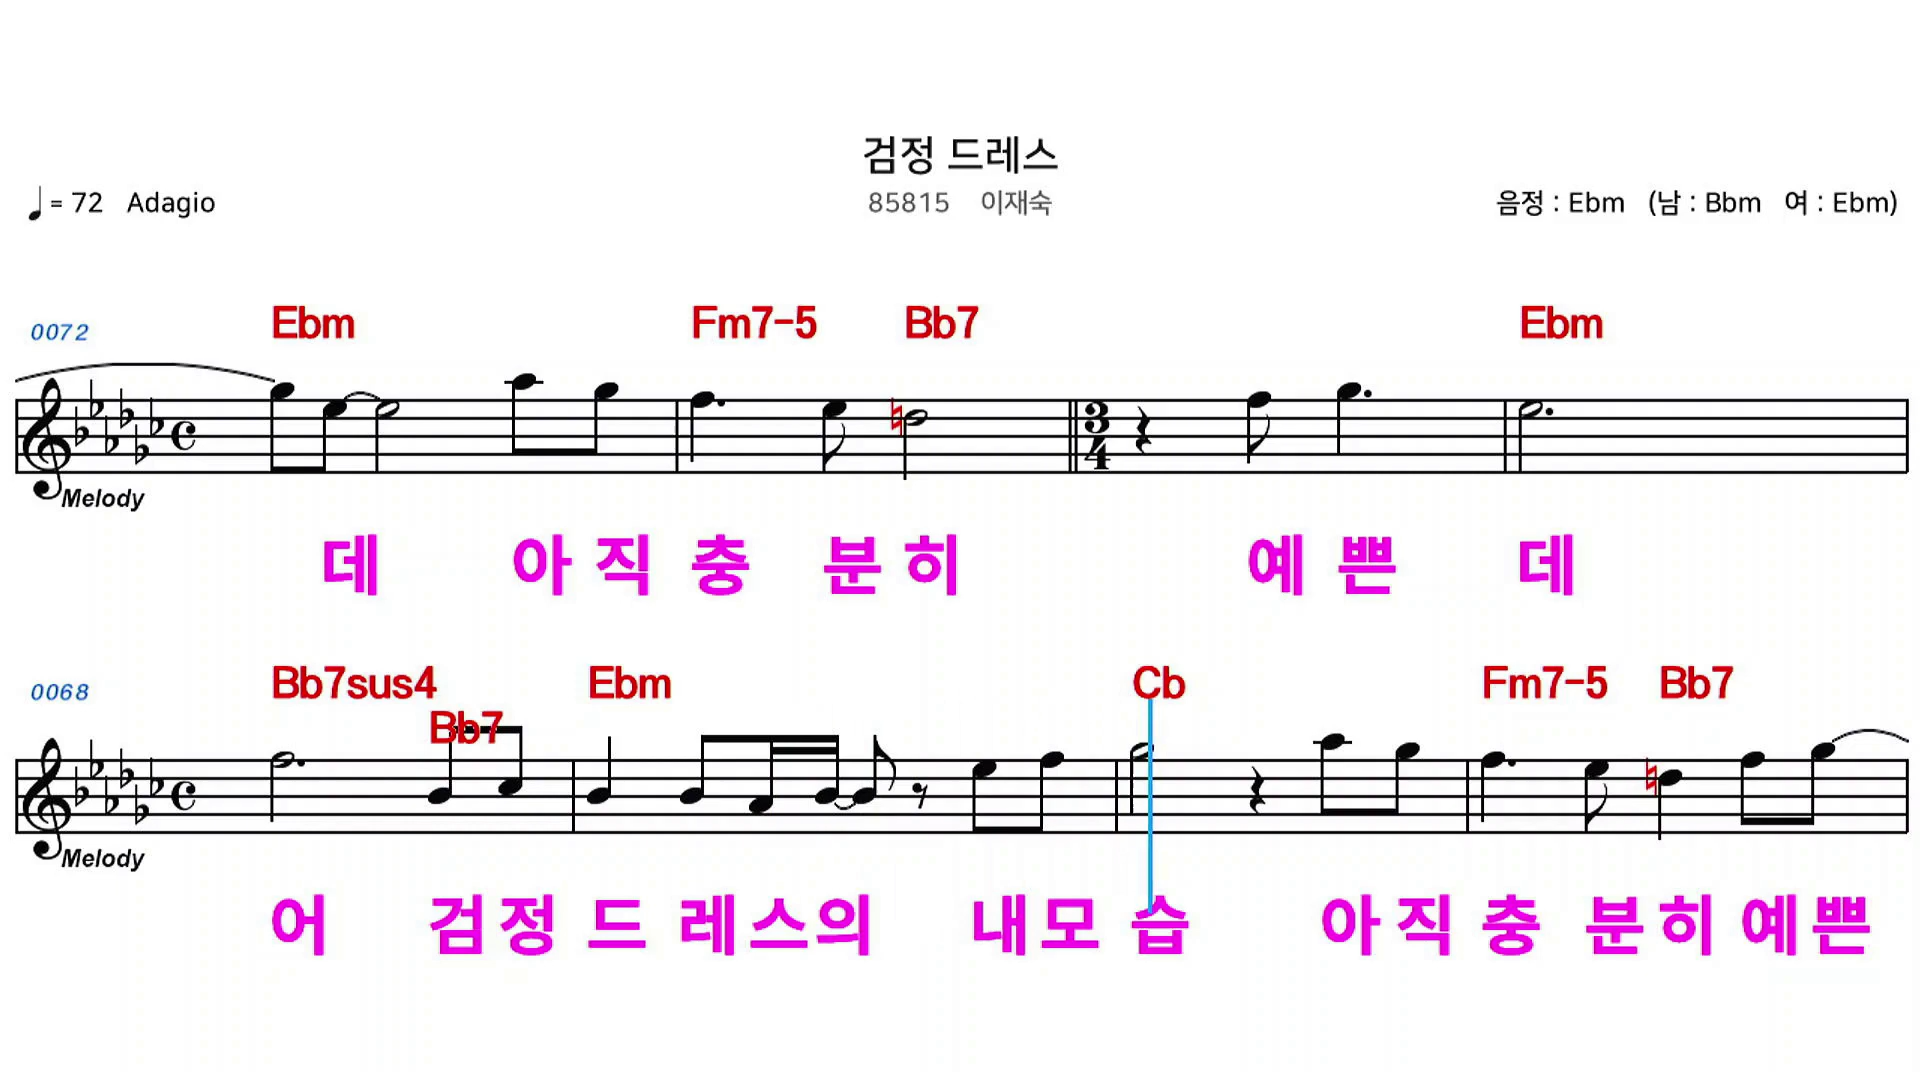 검정 드레스
♩ = 72 Adagio 85815 이재숙 음정 : Ebm (남 : Bbm 여 : Ebm)
0072 Ebm Fm7-5 Bb7 Ebm
3
4
Melody
데 아 직 충 분 히 예 쁜 데
0068 Bb7sus4 Ebm Cb Fm7-5 Bb7
Bb7
Melody
어 검 정 드 레 스 의 내 모 습 아 직 충 분 히 예 쁜